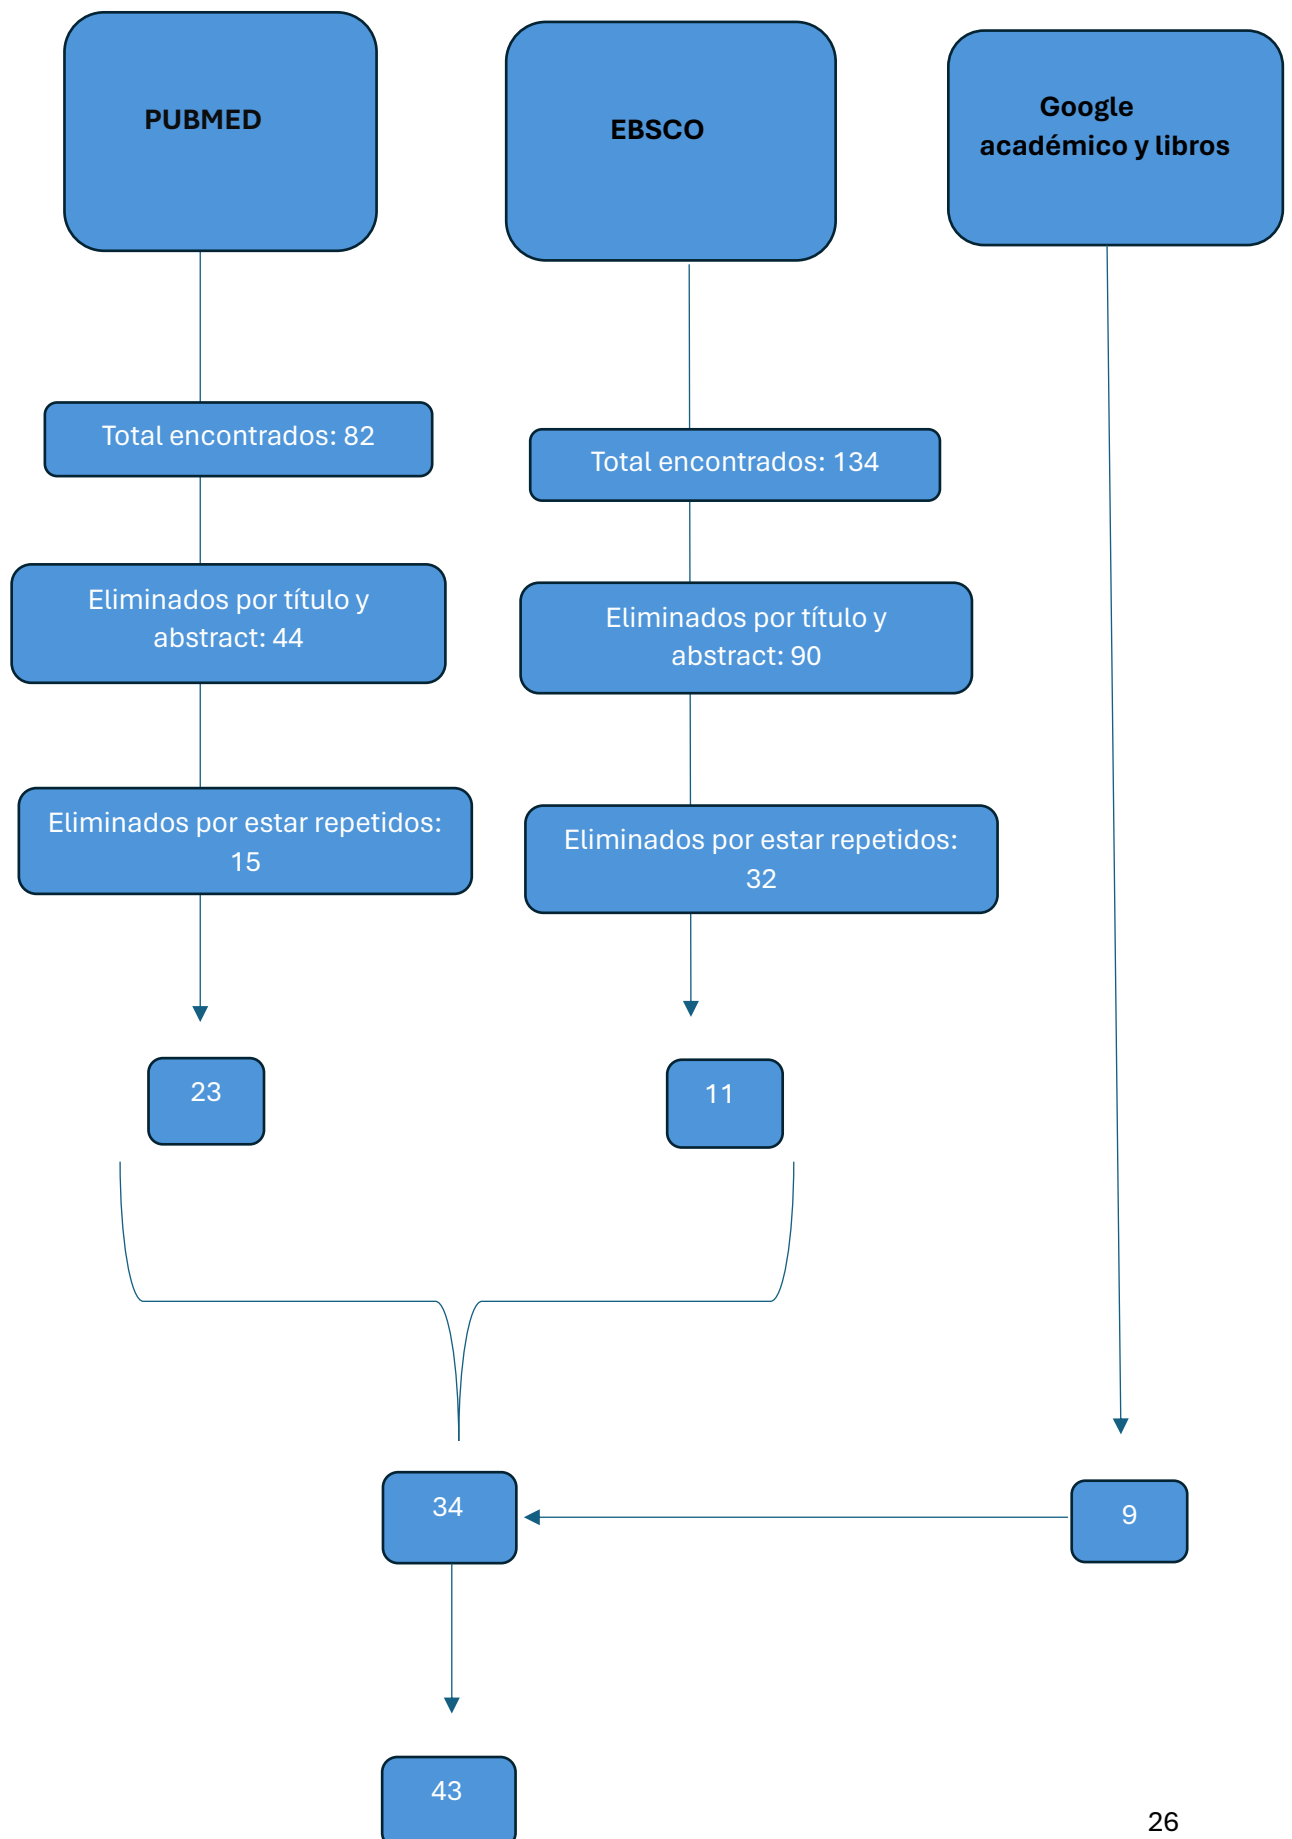 PUBMED
EBSCO
Google
académico y libros
Total encontrados: 82
Total encontrados: 134
Eliminados por título y
abstract: 44
Eliminados por título y
abstract: 90
Eliminados por estar repetidos:
15
Eliminados por estar repetidos:
32
23
11
34
9
43
26